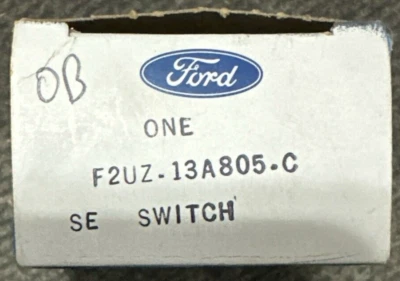 OB
Ford
ONE
F2UZ-13A805-C
SE SWITCH